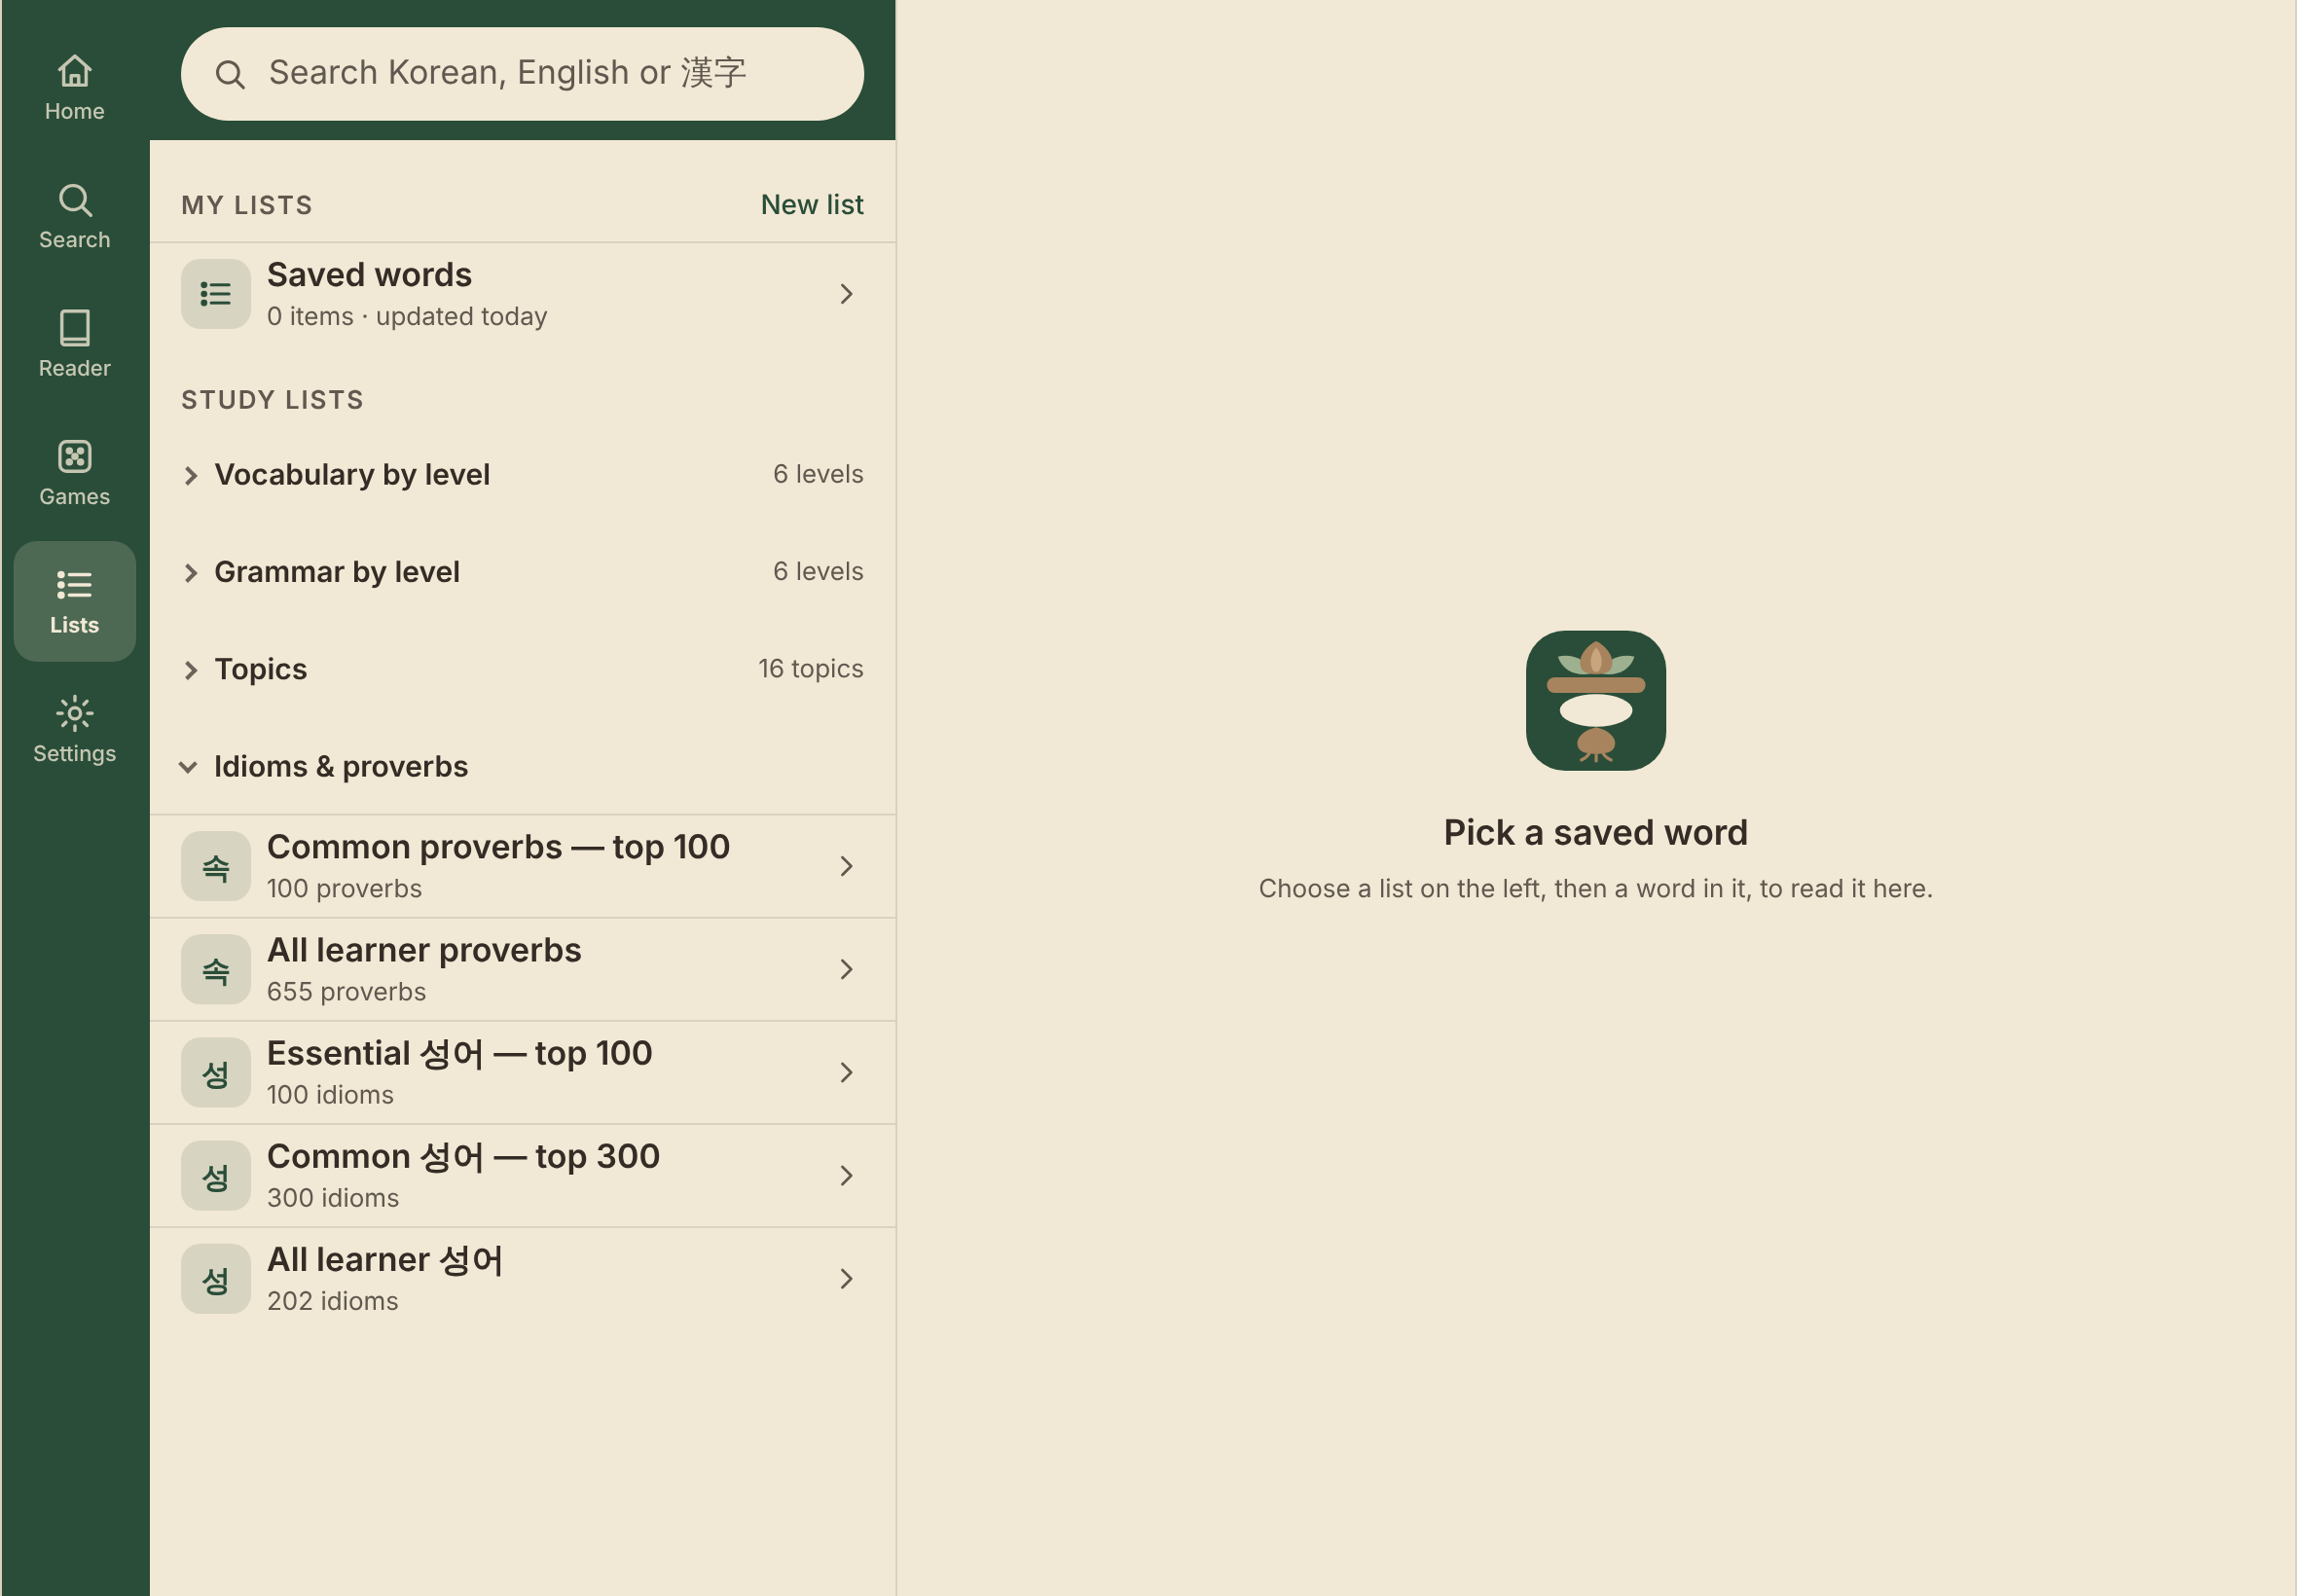 Home
Search
Reader
Games
Lists
Settings
Search Korean, English or 漢字
MY LISTS
New list
Saved words
0 items · updated today
STUDY LISTS
Vocabulary by level
6 levels
Grammar by level
6 levels
Topics
16 topics
Idioms & proverbs
속
Common proverbs — top 100
100 proverbs
속
All learner proverbs
655 proverbs
성
Essential 성어 — top 100
100 idioms
성
Common 성어 — top 300
300 idioms
성
All learner 성어
202 idioms
Pick a saved word
Choose a list on the left, then a word in it, to read it here.